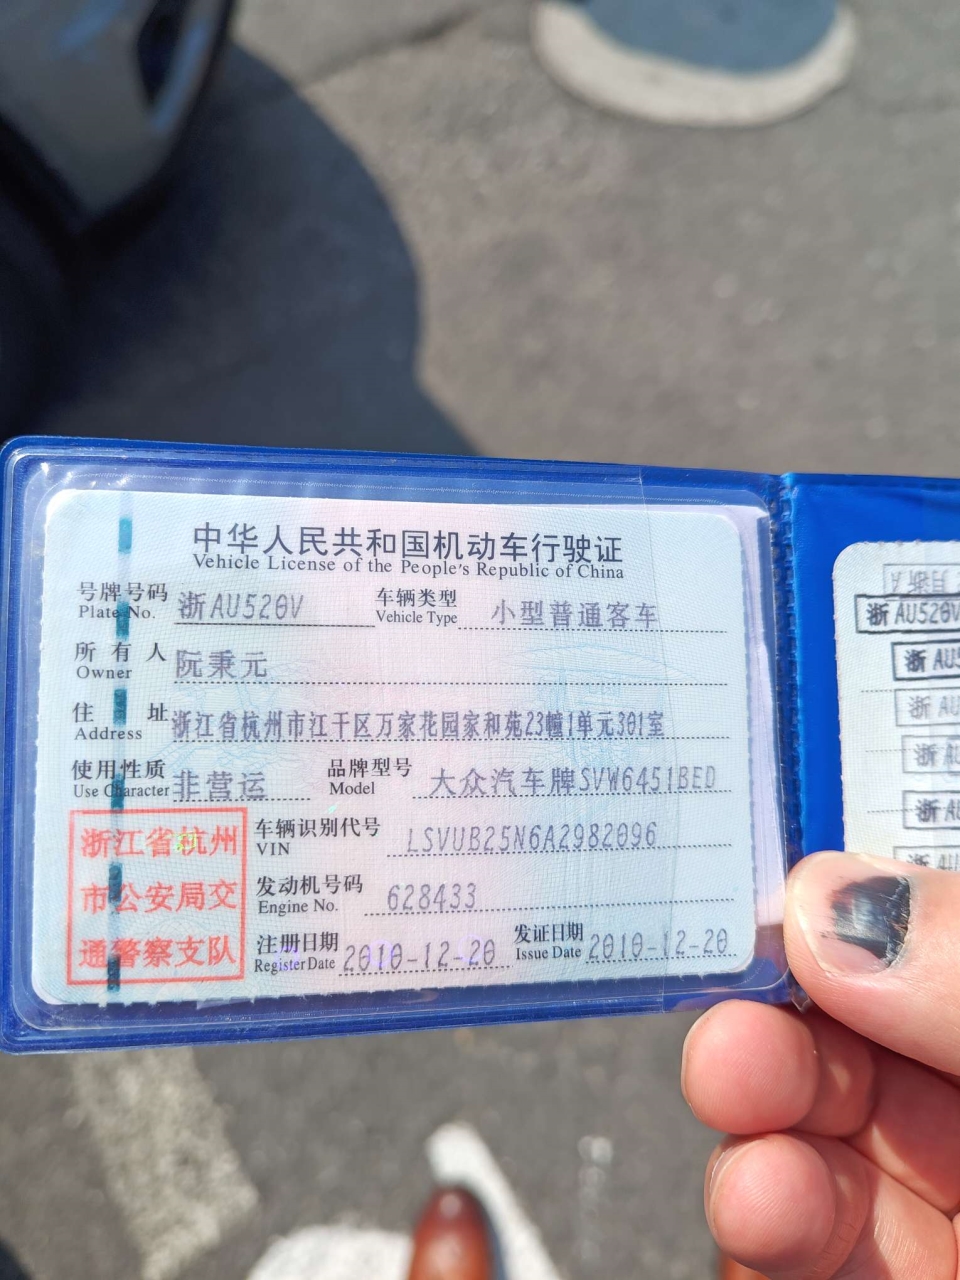 中华人民共和国机动车行驶证
Vehicle License of the People's Republic of China
号牌号码 浙AU520V 车辆类型 小型普通客车
Plate No. Vehicle Type
所有人 阮秉元
Owner
住址 浙江省杭州市江干区万家花园家和苑23幢1单元301室
Address
使用性质 非营运 品牌型号 大众汽车牌SVW6451BED
Use Character Model
浙江省杭州
市公安局交
通警察支队
车辆识别代号 LSVUB25N6A2982096
VIN
发动机号码 628433
Engine No.
注册日期 2010-12-20 发证日期 2010-12-20
Register Date Issue Date
浙AU520V
浙AU5
浙AU
浙A
浙A
浙A